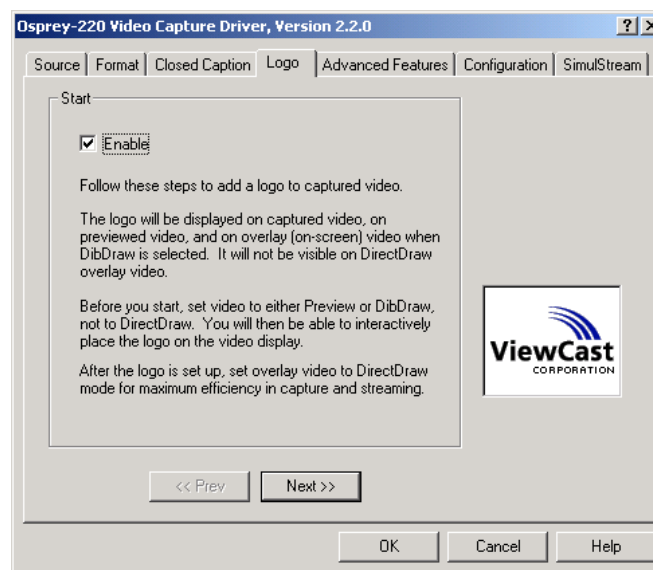 Osprey-220 Video Capture Driver, Version 2.2.0
Source Format Closed Caption Logo Advanced Features Configuration SimulStream
Start
Enable
Follow these steps to add a logo to captured video.
The logo will be displayed on captured video, on
previewed video, and on overlay (on-screen) video when
DibDraw is selected. It will not be visible on DirectDraw
overlay video.
Before you start, set video to either Preview or DibDraw,
not to DirectDraw. You will then be able to interactively
place the logo on the video display.
After the logo is set up, set overlay video to DirectDraw
mode for maximum efficiency in capture and streaming.
ViewCast
CORPORATION
<< Prev Next >>
OK Cancel Help